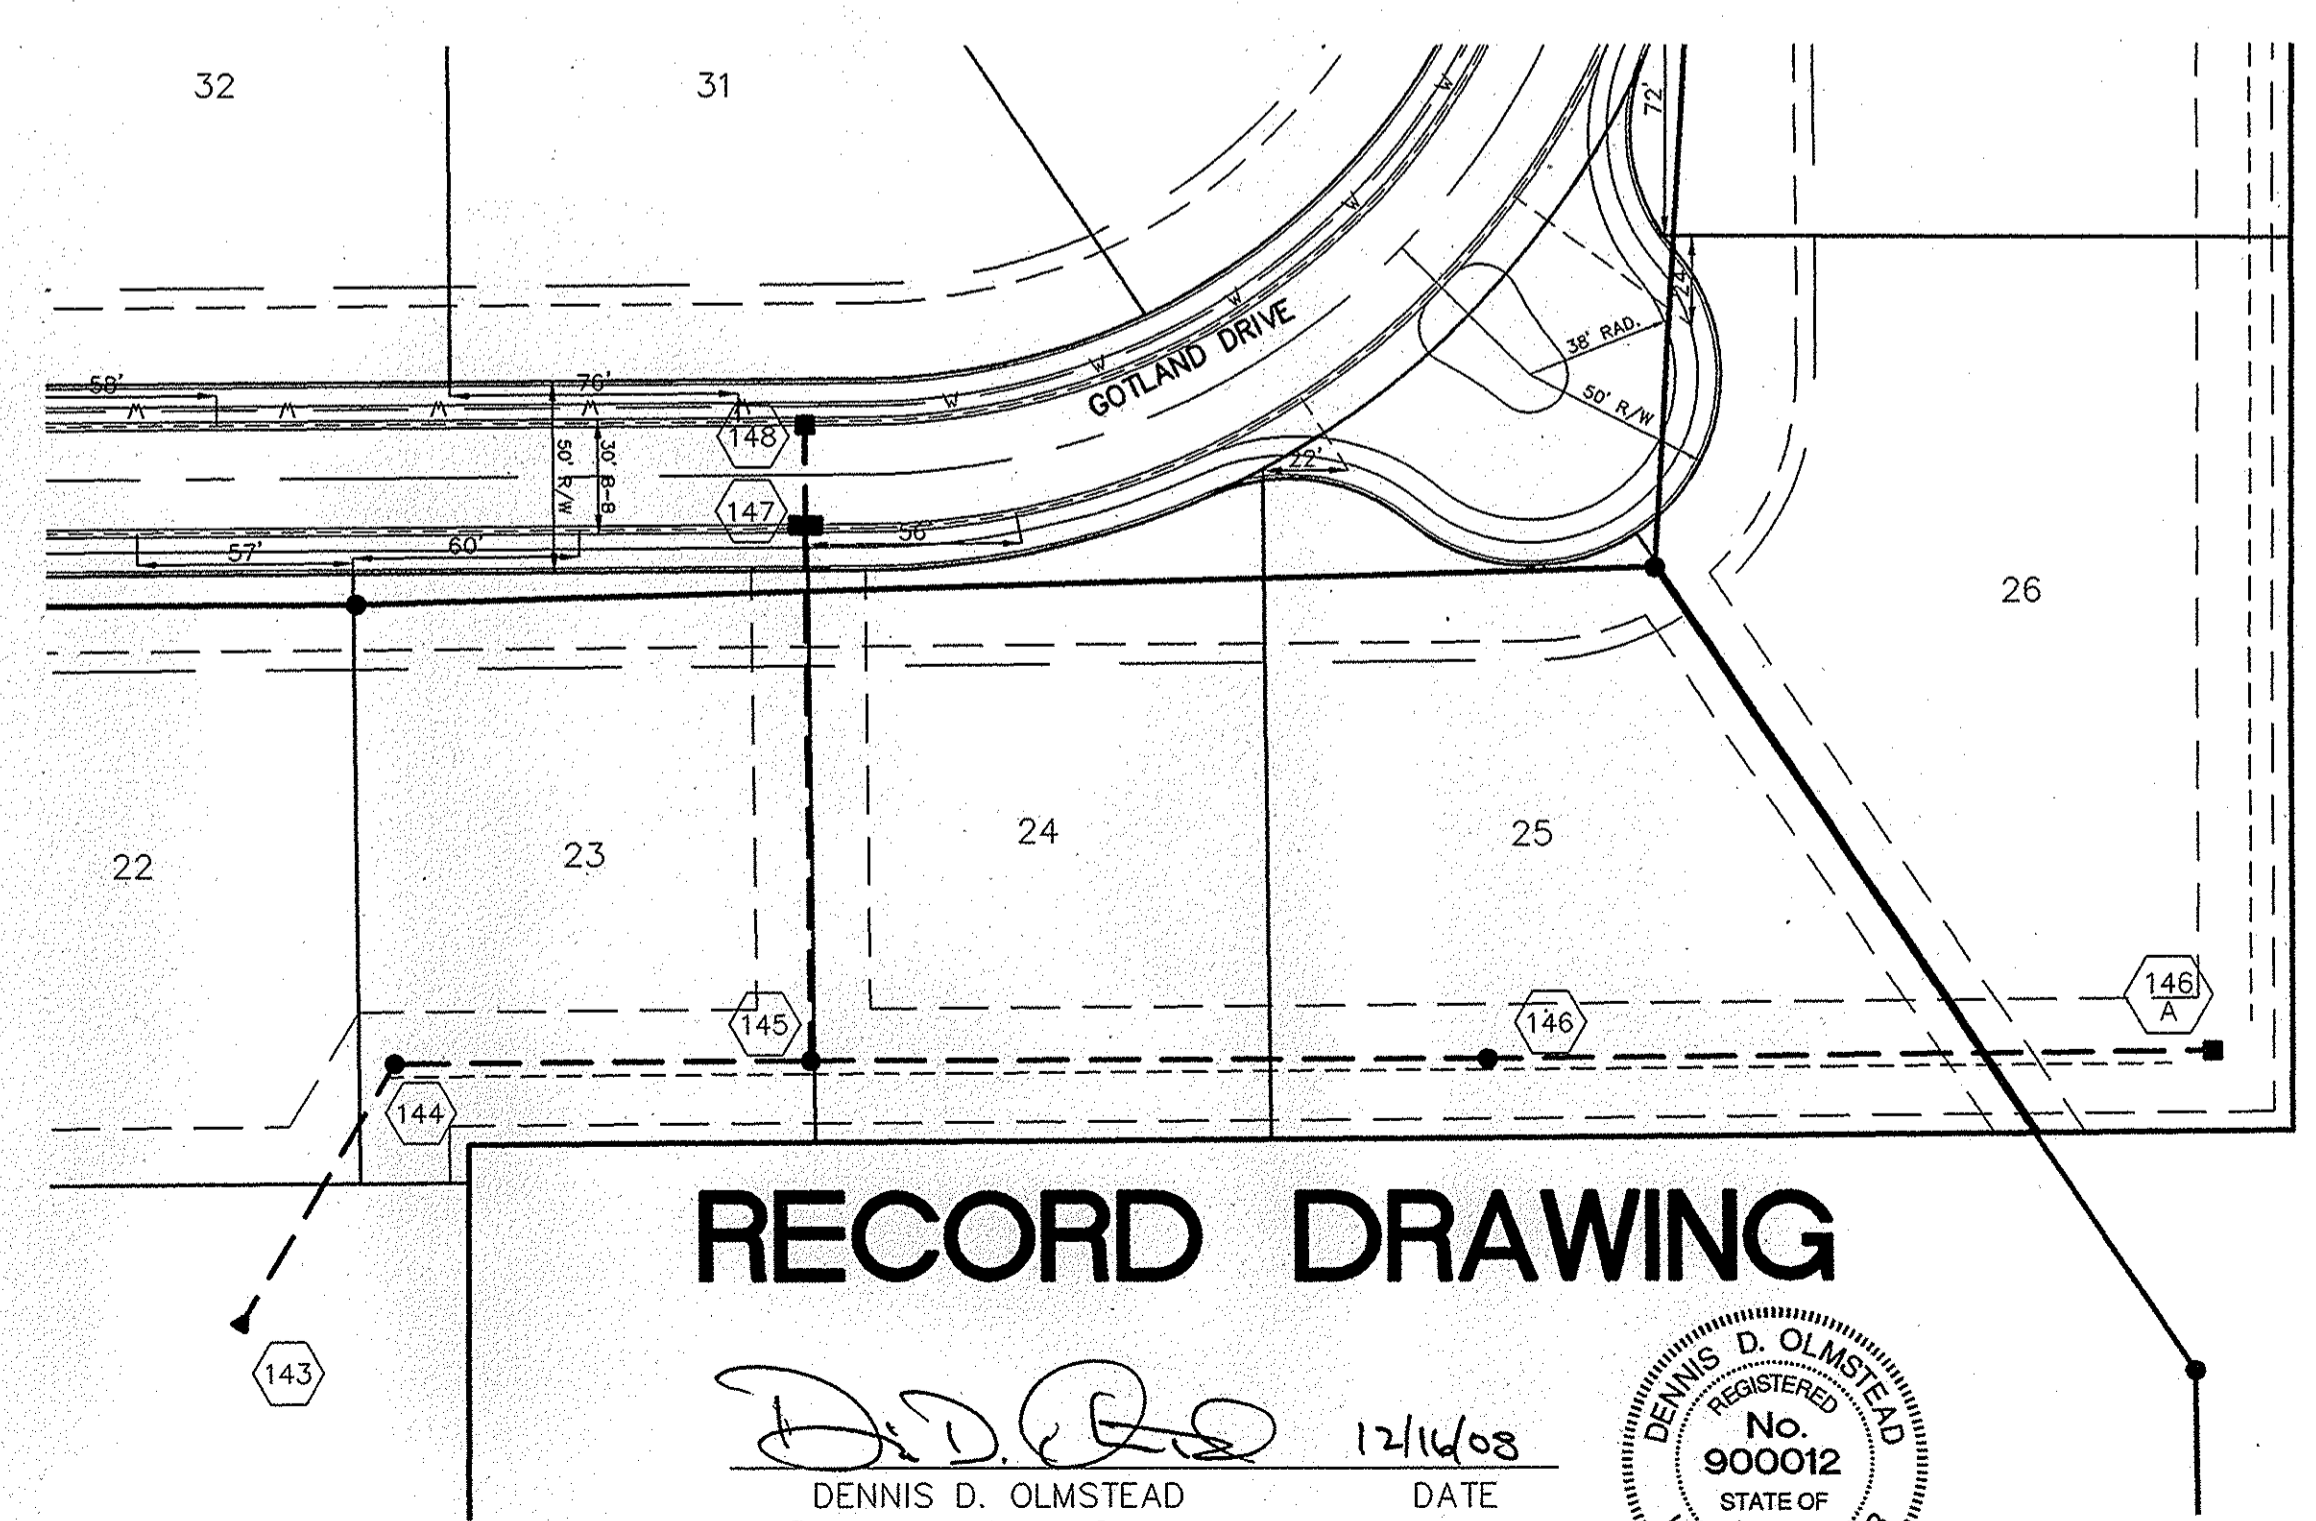 32
31
72'
24'
38' RAD.
50' R/W
GOTLAND DRIVE
W
W
W
W
W
W
W
W
W
W
58'
76'
148
50' R/W
30' B-B
147
22'
57'
60'
56'
26
22
23
24
25
145
146
146
A
144
143
RECORD DRAWING
12/16/08
DENNIS D. OLMSTEAD
DATE
DENNIS D. OLMSTEAD
REGISTERED
No.
900012
STATE OF